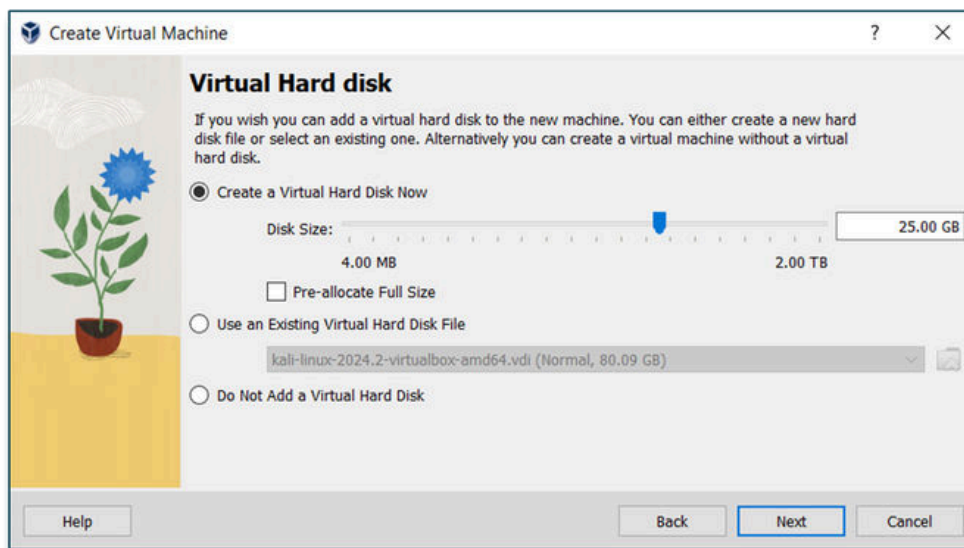 Create Virtual Machine
?
Virtual Hard disk
If you wish you can add a virtual hard disk to the new machine. You can either create a new hard
disk file or select an existing one. Alternatively you can create a virtual machine without a virtual
hard disk.
Create a Virtual Hard Disk Now
Disk Size:
25.00 GB
4.00 MB
2.00 TB
Pre-allocate Full Size
Use an Existing Virtual Hard Disk File
kali-linux-2024.2-virtualbox-amd64.vdi (Normal, 80.09 GB)
Do Not Add a Virtual Hard Disk
Help
Back
Next
Cancel